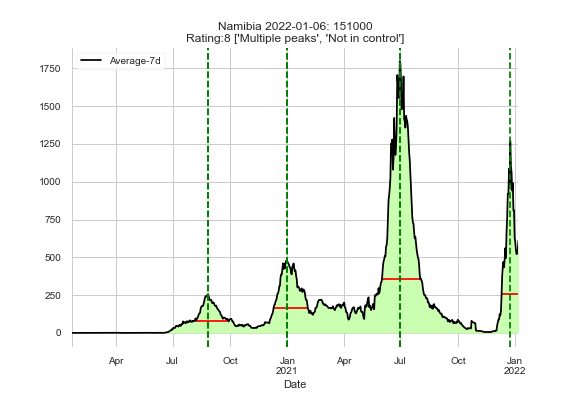 Namibia 2022-01-06: 151000
Rating:8 ['Multiple peaks', 'Not in control']
Average-7d
1750
1500
1250
1000
750
500
250
0
Apr
Jul
Oct
Jan
2021
Apr
Jul
Oct
Jan
2022
Date